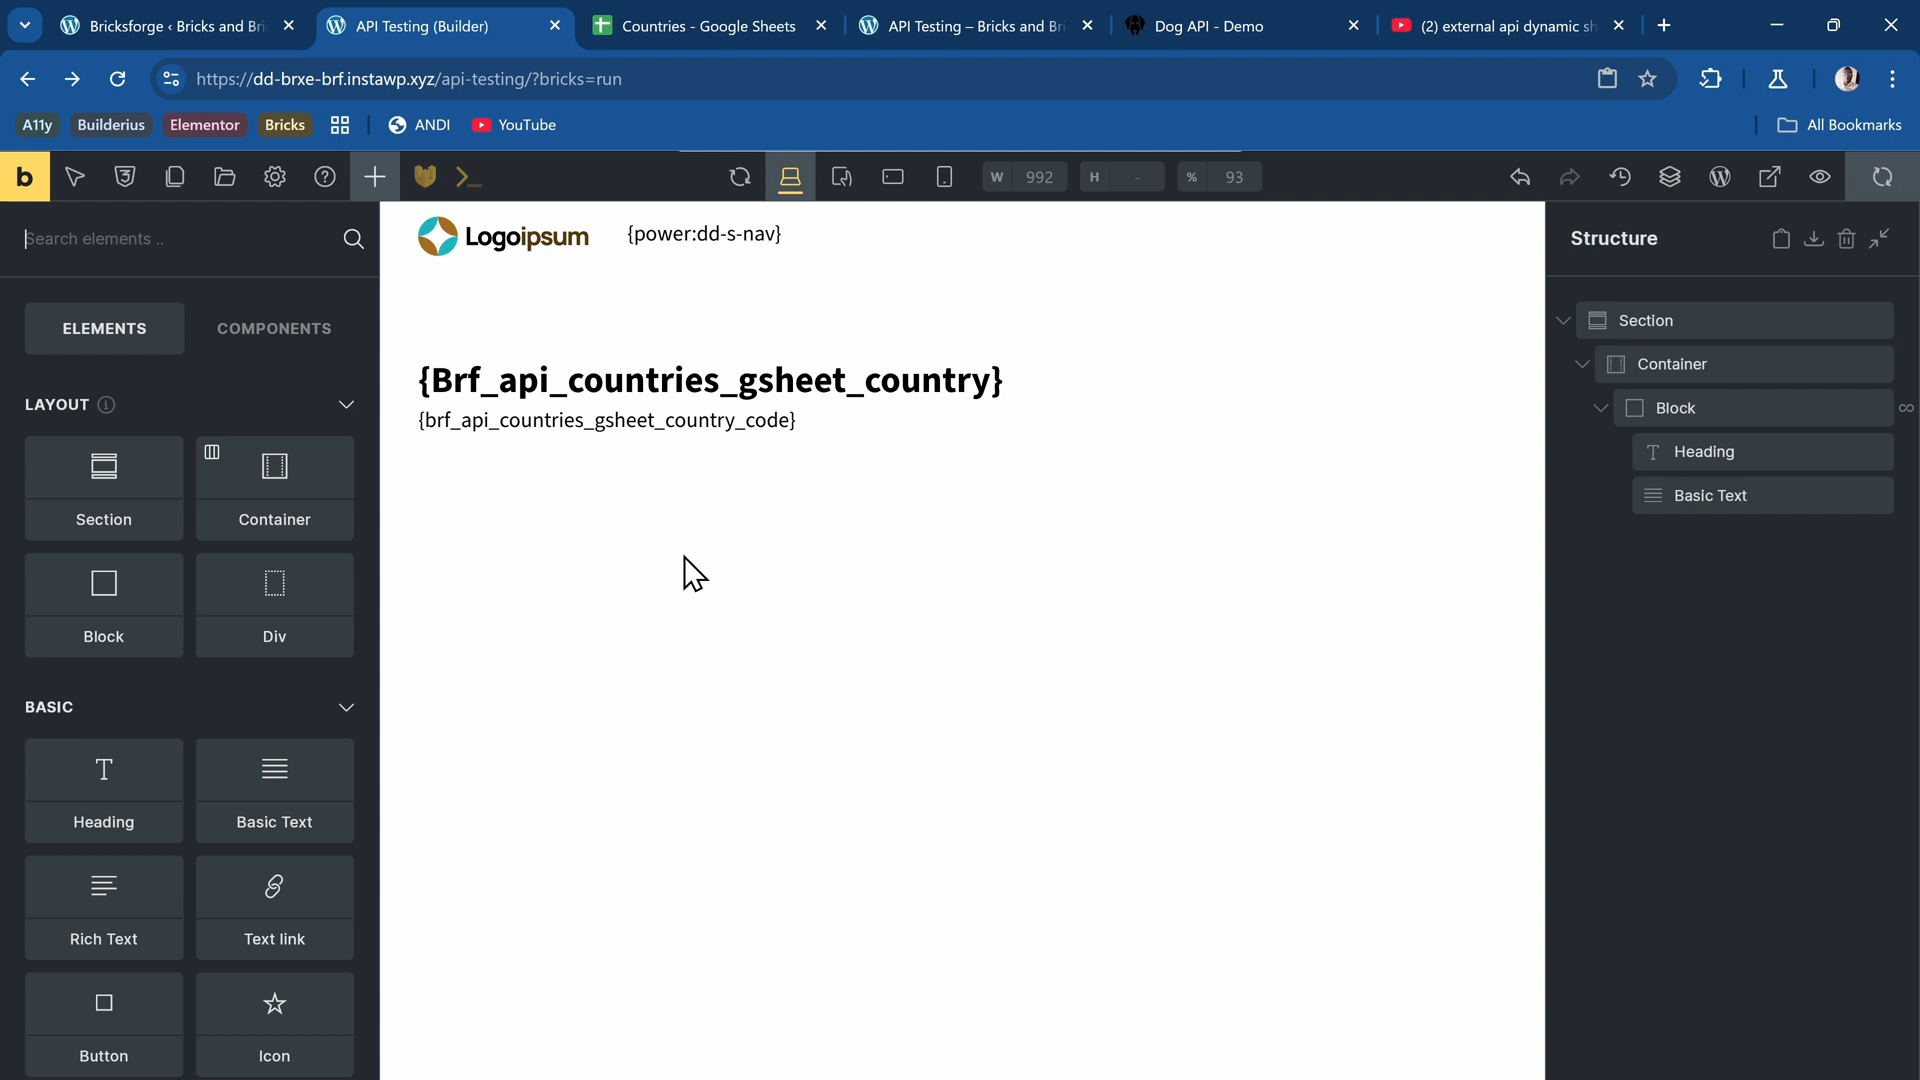 Bricksforge ‹ Bricks and Bri
API Testing (Builder)
Countries - Google Sheets
API Testing – Bricks and Bri
Dog API - Demo
(2) external api dynamic sh
https://dd-brxe-brf.instawp.xyz/api-testing/?bricks=run
A11y
Builderius
Elementor
Bricks
ANDI
YouTube
All Bookmarks
b
W 992
H -
% 93
Search elements ..
Logoipsum
{power:dd-s-nav}
Structure
ELEMENTS
COMPONENTS
LAYOUT
Section
Container
Block
Div
BASIC
Heading
Basic Text
Rich Text
Text link
Button
Icon
{Brf_api_countries_gsheet_country}
{brf_api_countries_gsheet_country_code}
Section
Container
Block
Heading
Basic Text